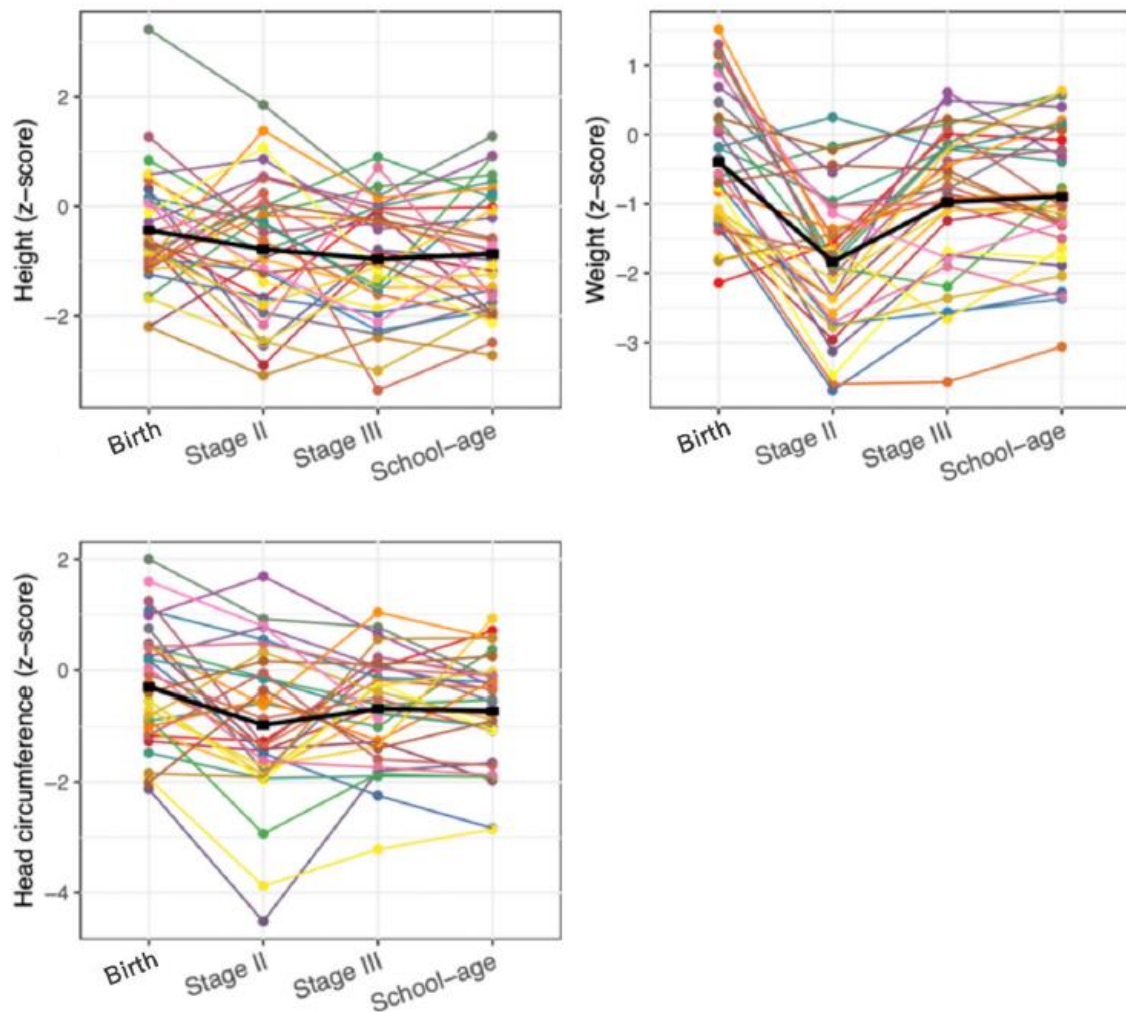 Height (z−score)
2
0
−2
Birth
Stage II
Stage III
School−age
Weight (z−score)
1
0
−1
−2
−3
Birth
Stage II
Stage III
School−age
Head circumference (z−score)
2
0
−2
−4
Birth
Stage II
Stage III
School−age